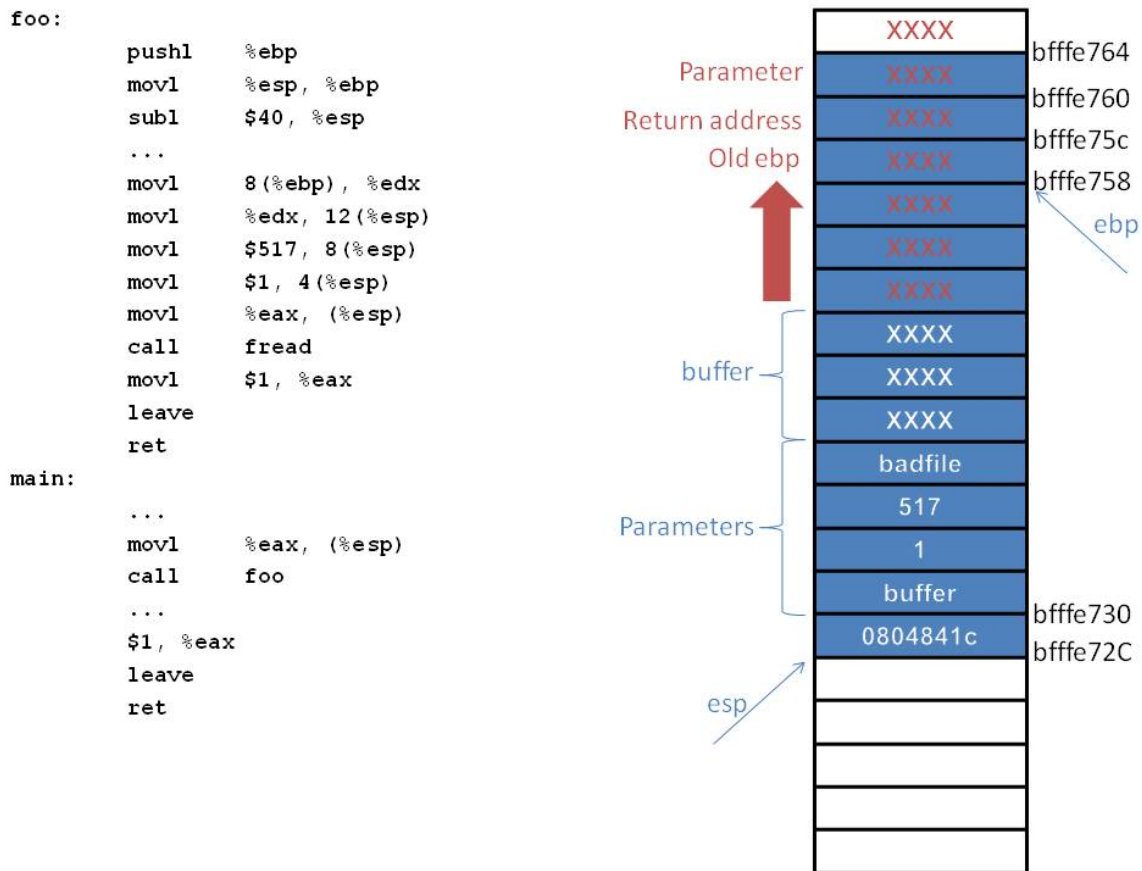 foo:
pushl %ebp
movl %esp, %ebp
subl $40, %esp
...
movl 8(%ebp), %edx
movl %edx, 12(%esp)
movl $517, 8(%esp)
movl $1, 4(%esp)
movl %eax, (%esp)
call fread
movl $1, %eax
leave
ret
main:
...
movl %eax, (%esp)
call foo
...
$1, %eax
leave
ret
XXXX
bfffe764
Parameter XXXX
bfffe760
Return address XXXX
bfffe75c
Old ebp XXXX
bfffe758
XXXX
ebp
XXXX
XXXX
XXXX
buffer XXXX
XXXX
badfile
517
Parameters
1
buffer
bfffe730
0804841c
bfffe72C
esp